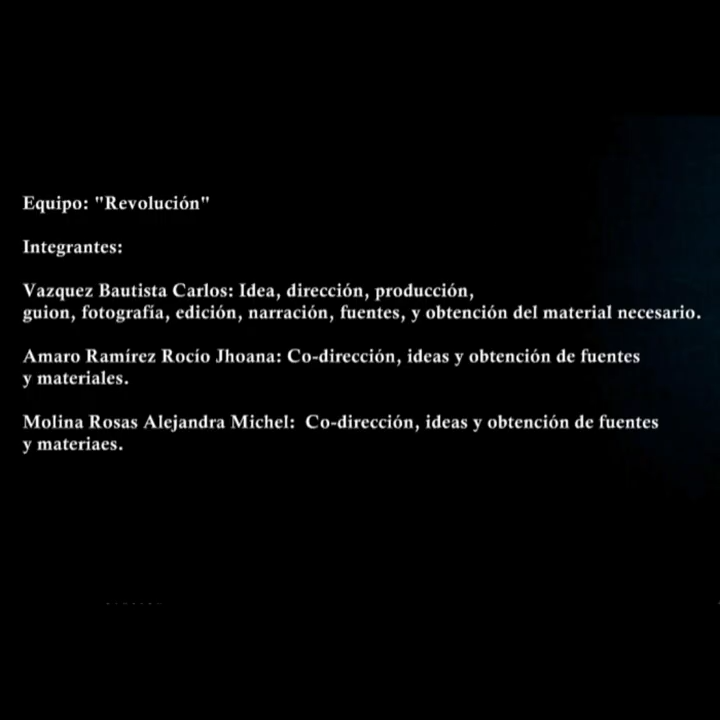 Equipo: "Revolución"
Integrantes:
Vazquez Bautista Carlos: Idea, dirección, producción,
guion, fotografía, edición, narración, fuentes, y obtención del material necesario.
Amaro Ramírez Rocío Jhoana: Co-dirección, ideas y obtención de fuentes
y materiales.
Molina Rosas Alejandra Michel:  Co-dirección, ideas y obtención de fuentes
y materiaes.